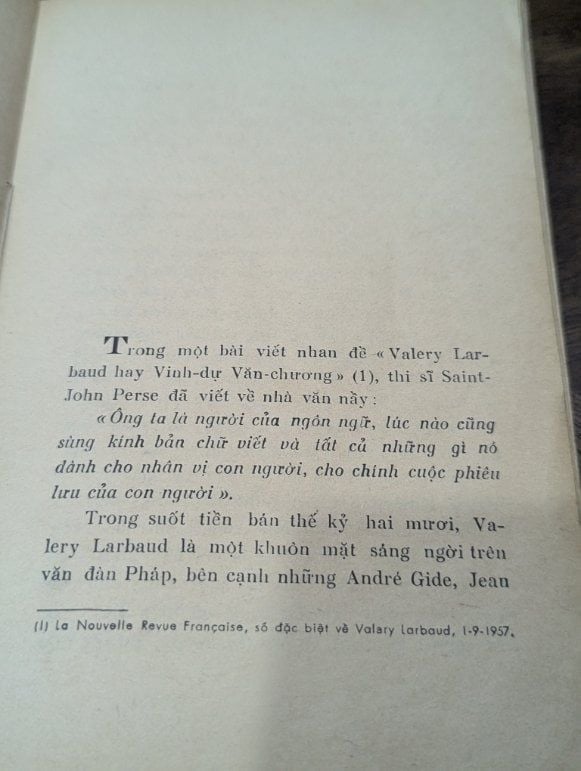 Trong một bài viết nhan đề « Valery Lar-
baud hay Vinh-dự Văn-chương » (1), thi sĩ Saint-
John Perse đã viết về nhà văn nầy :
« Ông ta là người của ngôn ngữ, lúc nào cũng
sùng kính bản chữ viết và tất cả những gì nó
dành cho nhân vị con người, cho chính cuộc phiêu
lưu của con người ».
Trong suốt tiền bán thế kỷ hai mươi, Va-
lery Larbaud là một khuôn mặt sáng ngời trên
văn đàn Pháp, bên cạnh những André Gide, Jean
(1) La Nouvelle Revue Française, số đặc biệt về Valary Larbaud, 1-9-1957.